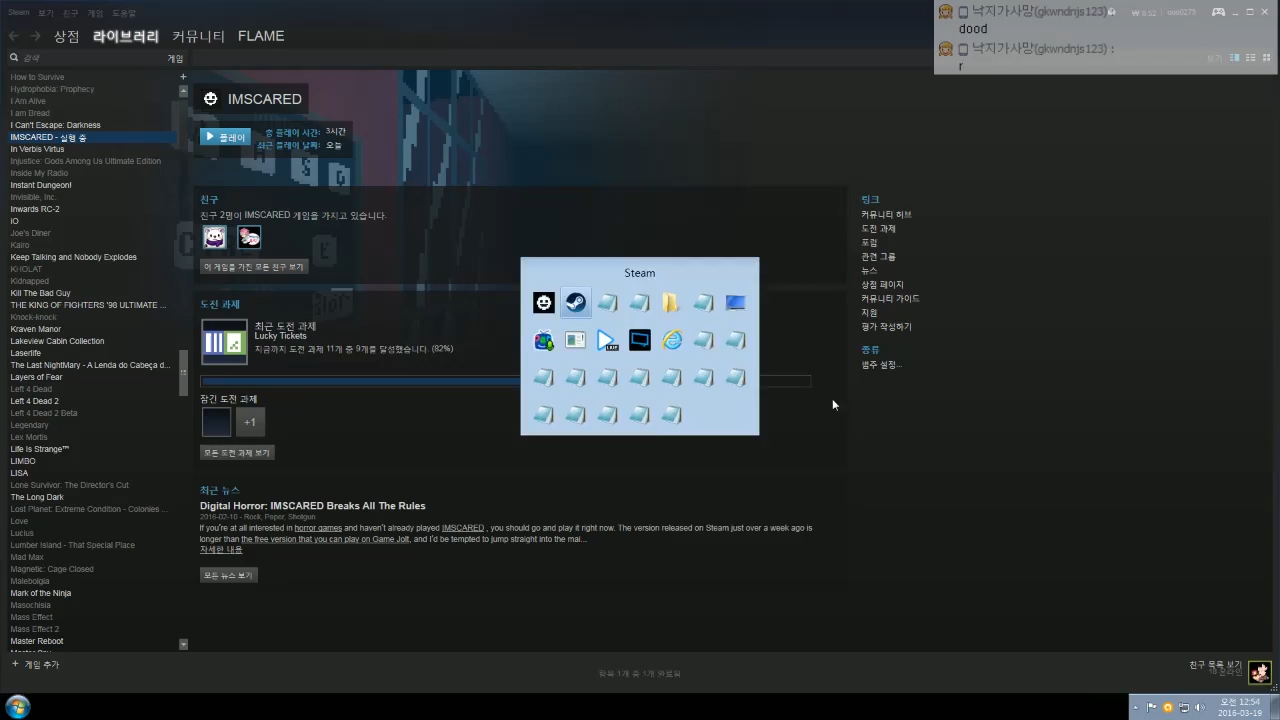 Steam 보기 친구 게임 도움말
상점 라이브러리 커뮤니티 FLAME
낙지가사망(gkwndnjs123)
dood
낙지가사망(gkwndnjs123) :
r
검색 게임
보기
How to Survive
Hydrophobia: Prophecy
I Am Alive
I am Bread
I Can't Escape: Darkness
IMSCARED - 실행 중
In Verbis Virtus
Injustice: Gods Among Us Ultimate Edition
Inside My Radio
Instant Dungeon!
Invisible, Inc.
Inwards RC-2
iO
Joe's Diner
Kairo
Keep Talking and Nobody Explodes
KHOLAT
Kidnapped
Kill The Bad Guy
THE KING OF FIGHTERS '98 ULTIMATE ...
Knock-knock
Kraven Manor
Lakeview Cabin Collection
Laserlife
The Last NightMary - A Lenda do Cabeça d...
Layers of Fear
Left 4 Dead
Left 4 Dead 2
Left 4 Dead 2 Beta
Legendary
Lex Mortis
Life Is Strange™
LIMBO
LISA
Lone Survivor: The Director's Cut
The Long Dark
Lost Planet: Extreme Condition - Colonies ...
Love
Lucius
Lumber Island - That Special Place
Mad Max
Magnetic: Cage Closed
Malebolgia
Mark of the Ninja
Masochisia
Mass Effect
Mass Effect 2
Master Reboot
+ 게임 추가
IMSCARED
플레이
총 플레이 시간: 3시간
최근 플레이 날짜: 오늘
친구
친구 2명이 IMSCARED 게임을 가지고 있습니다.
이 게임을 가진 모든 친구 보기
도전 과제
최근 도전 과제
Lucky Tickets
지금까지 도전 과제 11개 중 9개를 달성했습니다. (82%)
잠긴 도전 과제
+1
모든 도전 과제 보기
최근 뉴스
Digital Horror: IMSCARED Breaks All The Rules
2016-02-10 - Rock, Paper, Shotgun
If you're at all interested in horror games and haven't already played IMSCARED , you should go and play it right now. The version released on Steam just over a week ago is
longer than the free version that you can play on Game Jolt, and I'd be tempted to jump straight into the mai...
자세한 내용
모든 뉴스 보기
Steam
링크
커뮤니티 허브
도전 과제
포럼
관련 그룹
뉴스
상점 페이지
커뮤니티 가이드
지원
평가 작성하기
종류
범주 설정...
친구 목록 보기
오전 12:54
2016-03-19